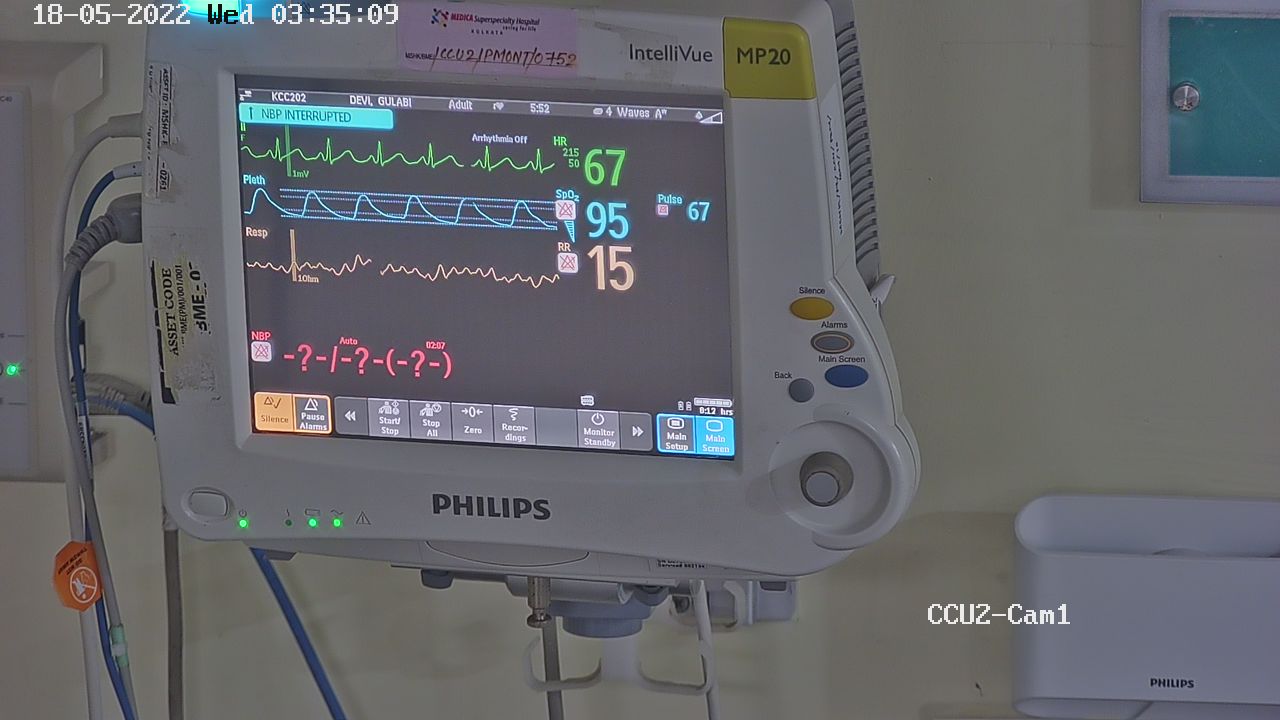 18-05-2022 Wed 03:35:09
MEDICA Superspecialty Hospital
KOLKATA
/CCU2/PMONT/0752
IntelliVue
MP20
KCC202 DEVI, GULABI Adult 5:52 4 Waves A"
NBP INTERRUPTED
Arrhythmia Off
HR
215
50
67
1mV
Pleth
SpO₂
95
Pulse
67
Resp
RR
15
1Ohm
NBP
Auto
02:07
-?-/-?-(-?-)
8:12 hrs
Silence
Pause Alarms
Start/ Stop
Stop All
→0←
Zero
Recor- dings
Monitor Standby
Main Setup
Main Screen
Silence
Alarms
Main Screen
Back
ASSET CODE
PHILIPS
CCU2-Cam1
PHILIPS